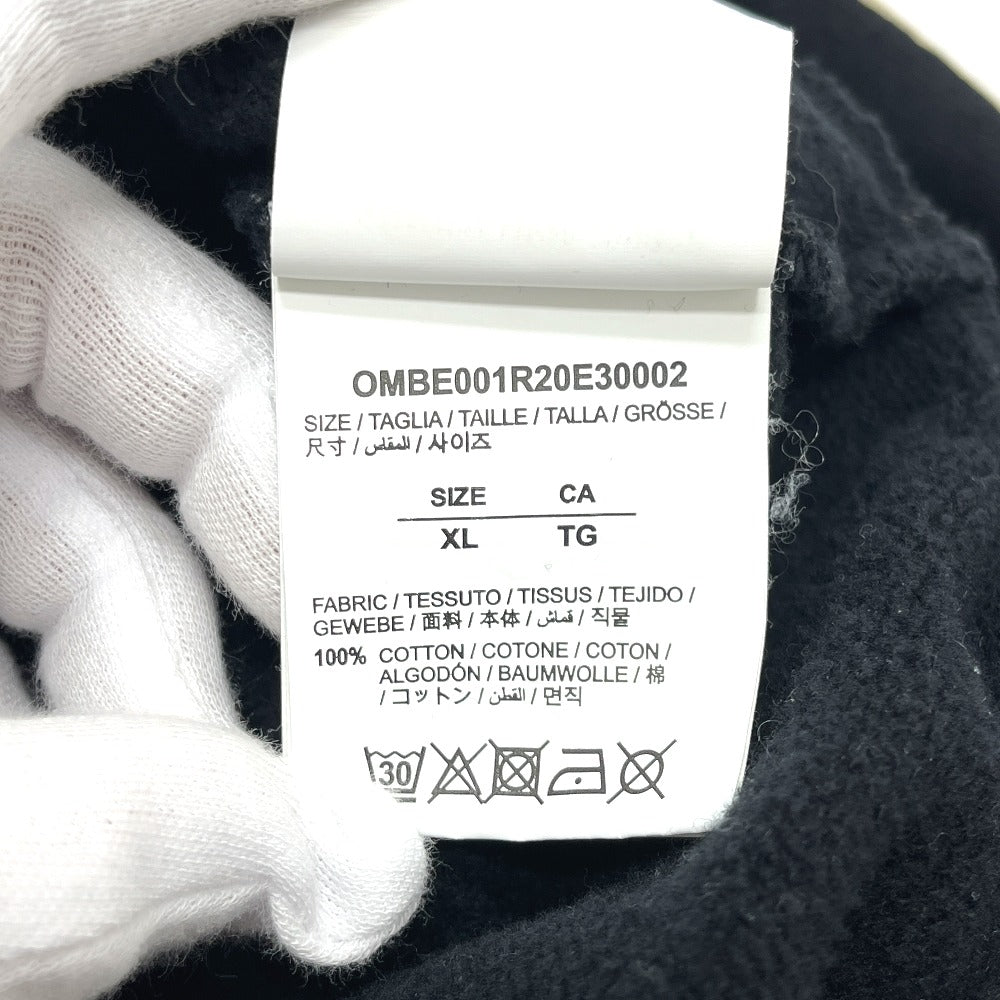 OMBE001R20E30002
SIZE / TAGLIA / TAILLE / TALLA / GRÖSSE /
尺寸 / المقاس / 사이즈
SIZE CA
XL TG
FABRIC / TESSUTO / TISSUS / TEJIDO /
GEWEBE / 面料 / 本体 / قماش / 직물
100% COTTON / COTONE / COTON /
ALGODÓN / BAUMWOLLE / 棉
/ コットン / القطن / 면직
30